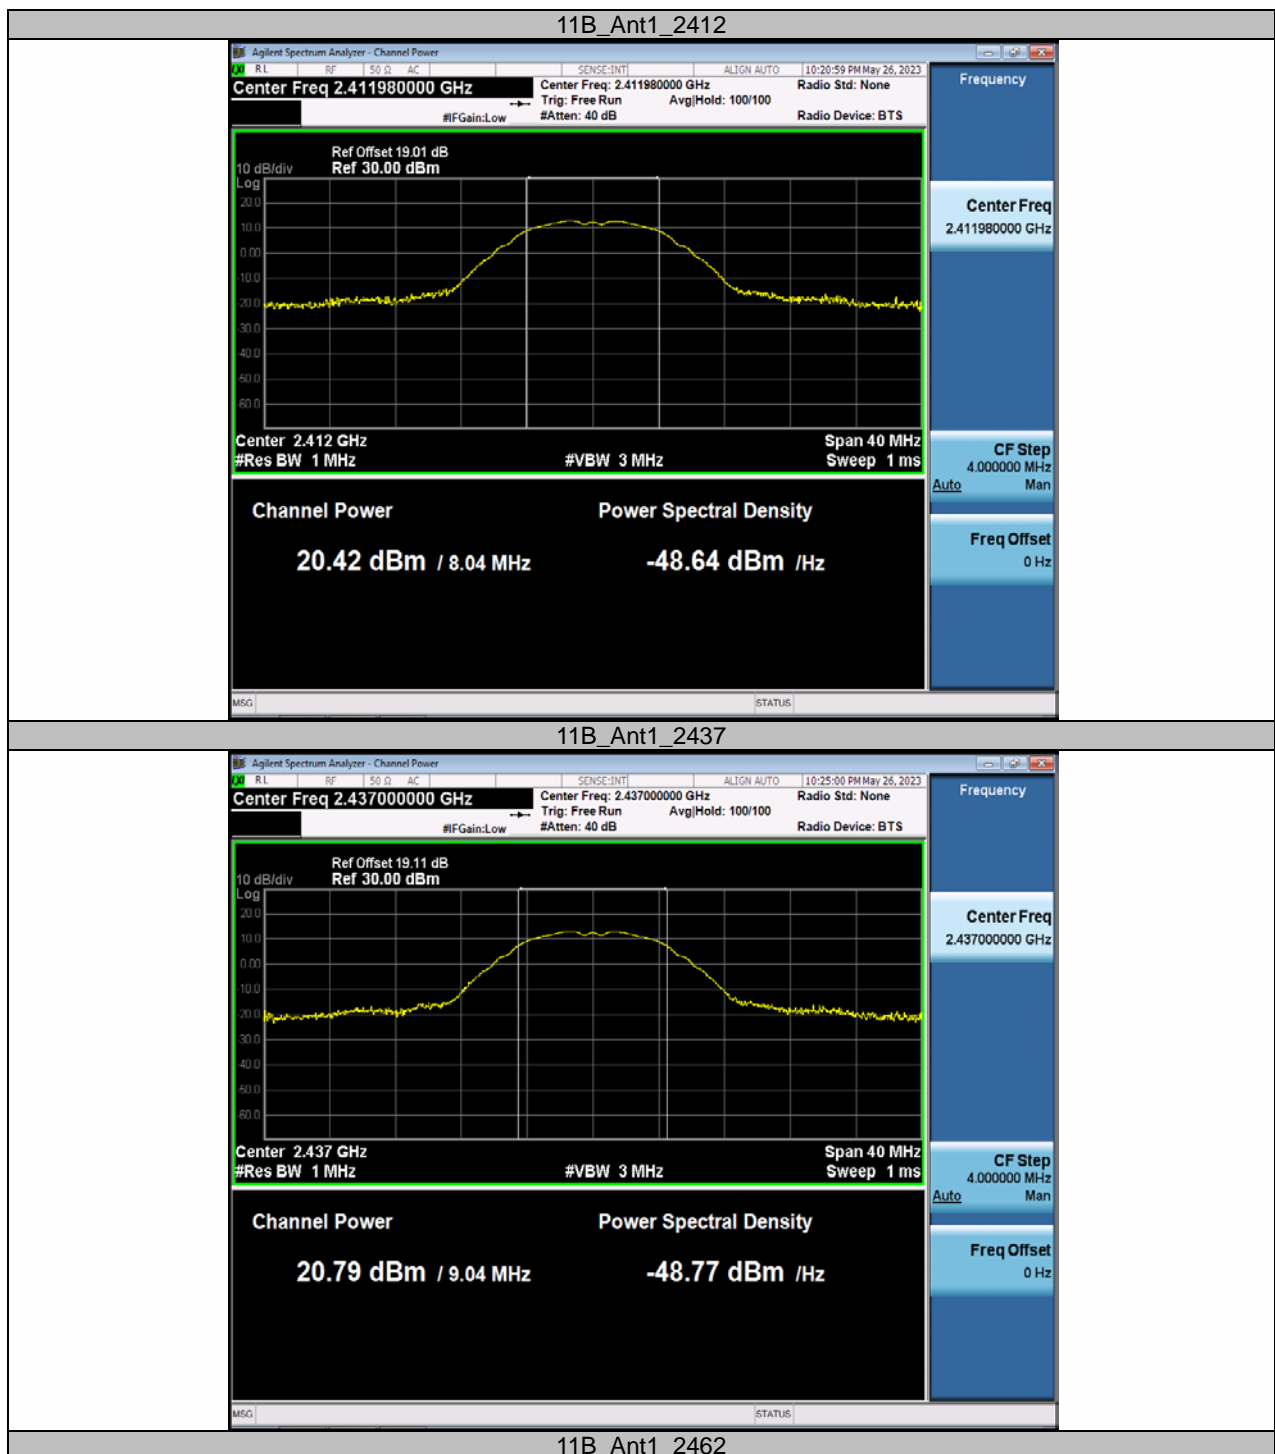 11B_Ant1_2412
Agilent Spectrum Analyzer - Channel Power
RL RF 50 Ω AC SENSE:INT ALIGN AUTO 10:20:59 PM May 26, 2023
Center Freq 2.411980000 GHz
Center Freq: 2.411980000 GHz Radio Std: None
Trig: Free Run Avg|Hold: 100/100
#IFGain:Low #Atten: 40 dB Radio Device: BTS
Frequency
Ref Offset 19.01 dB
10 dB/div Ref 30.00 dBm
Log
20.0
10.0
0.00
-10.0
-20.0
-30.0
-40.0
-50.0
-60.0
Center 2.412 GHz Span 40 MHz
#Res BW 1 MHz #VBW 3 MHz Sweep 1 ms
Channel Power Power Spectral Density
20.42 dBm / 8.04 MHz -48.64 dBm /Hz
Center Freq
2.411980000 GHz
CF Step
4.000000 MHz
Auto Man
Freq Offset
0 Hz
MSG STATUS
11B_Ant1_2437
Agilent Spectrum Analyzer - Channel Power
RL RF 50 Ω AC SENSE:INT ALIGN AUTO 10:25:00 PM May 26, 2023
Center Freq 2.437000000 GHz
Center Freq: 2.437000000 GHz Radio Std: None
Trig: Free Run Avg|Hold: 100/100
#IFGain:Low #Atten: 40 dB Radio Device: BTS
Frequency
Ref Offset 19.11 dB
10 dB/div Ref 30.00 dBm
Log
20.0
10.0
0.00
-10.0
-20.0
-30.0
-40.0
-50.0
-60.0
Center 2.437 GHz Span 40 MHz
#Res BW 1 MHz #VBW 3 MHz Sweep 1 ms
Channel Power Power Spectral Density
20.79 dBm / 9.04 MHz -48.77 dBm /Hz
Center Freq
2.437000000 GHz
CF Step
4.000000 MHz
Auto Man
Freq Offset
0 Hz
MSG STATUS
11B_Ant1_2462